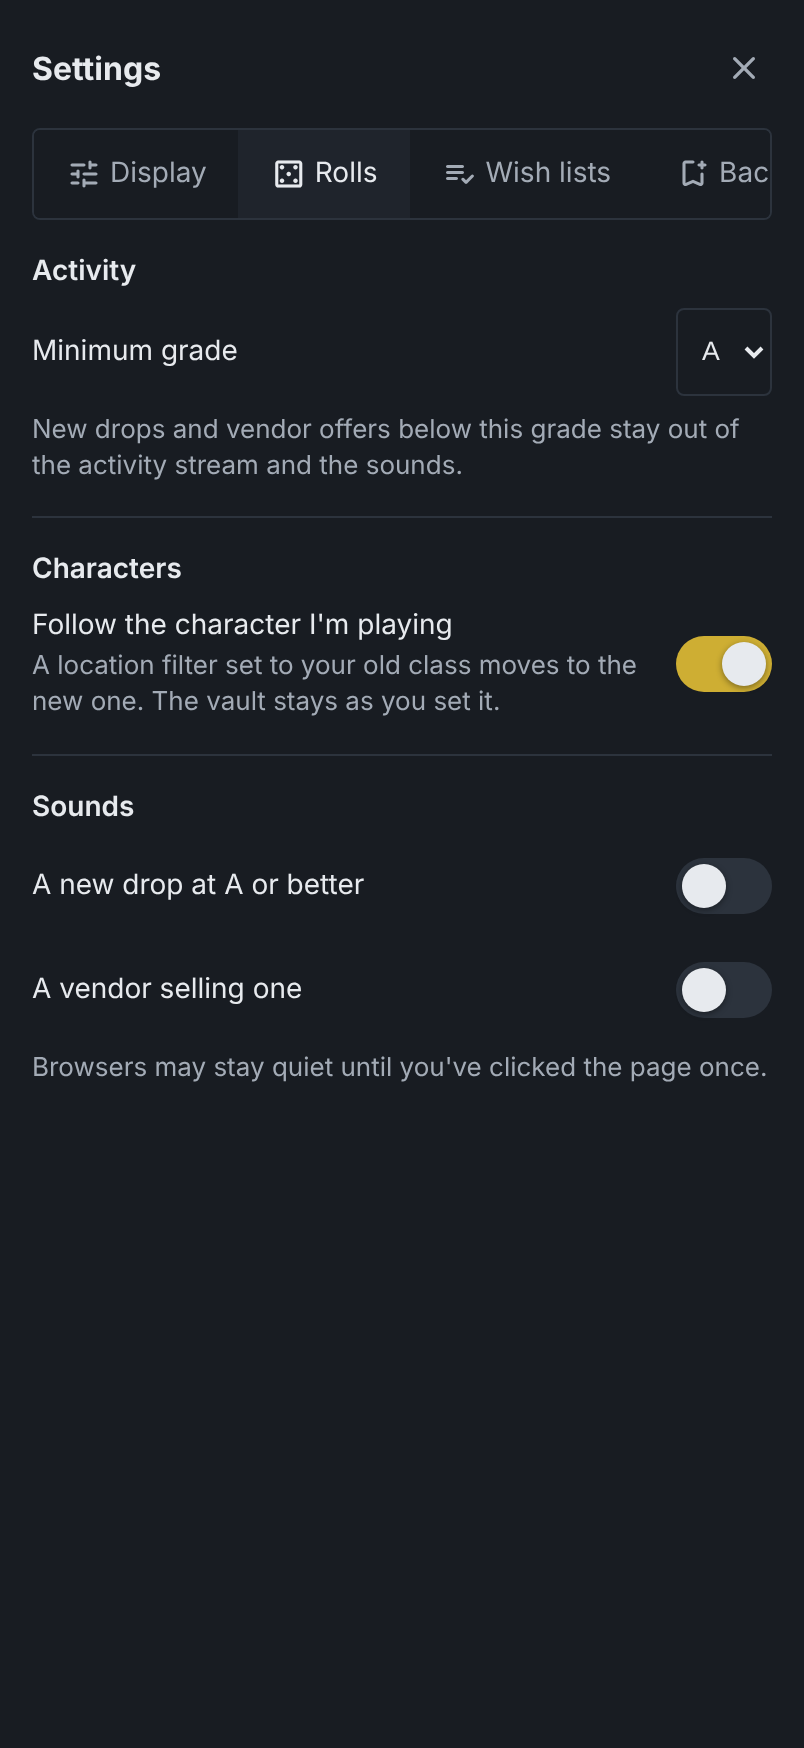 Settings
Display
Rolls
Wish lists
Bac
Activity
Minimum grade
A
New drops and vendor offers below this grade stay out of
the activity stream and the sounds.
Characters
Follow the character I'm playing
A location filter set to your old class moves to the
new one. The vault stays as you set it.
Sounds
A new drop at A or better
A vendor selling one
Browsers may stay quiet until you've clicked the page once.